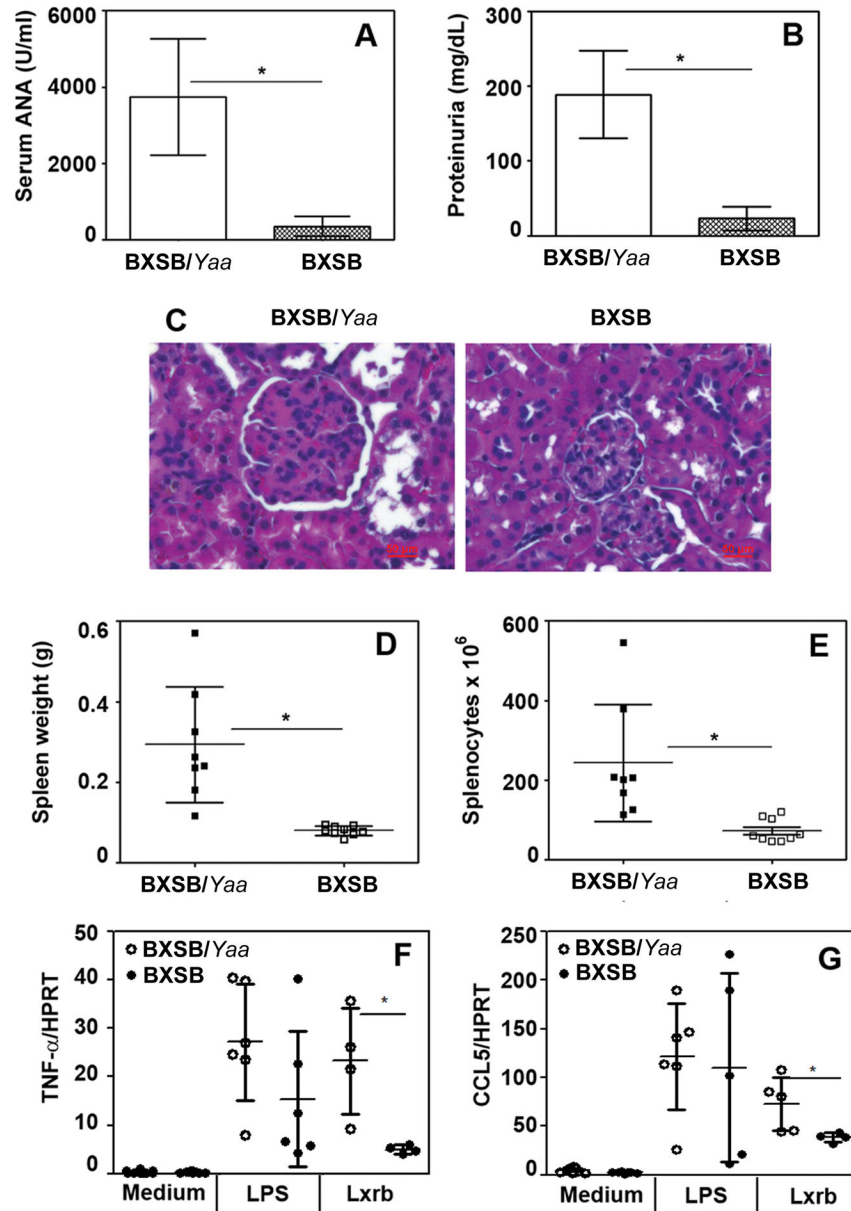 A
Serum ANA (U/ml)
6000
4000
2000
0
*
BXSB/Yaa
BXSB
B
Proteinuria (mg/dL)
300
200
100
0
*
BXSB/Yaa
BXSB
C
BXSB/Yaa
BXSB
D
Spleen weight (g)
0.6
0.4
0.2
0
*
BXSB/Yaa
BXSB
E
Splenocytes x 10⁶
600
400
200
0
*
BXSB/Yaa
BXSB
F
TNF-α/HPRT
50
40
30
20
10
0
BXSB/Yaa
BXSB
*
Medium
LPS
Lxrb
G
CCL5/HPRT
250
200
150
100
50
0
BXSB/Yaa
BXSB
*
Medium
LPS
Lxrb